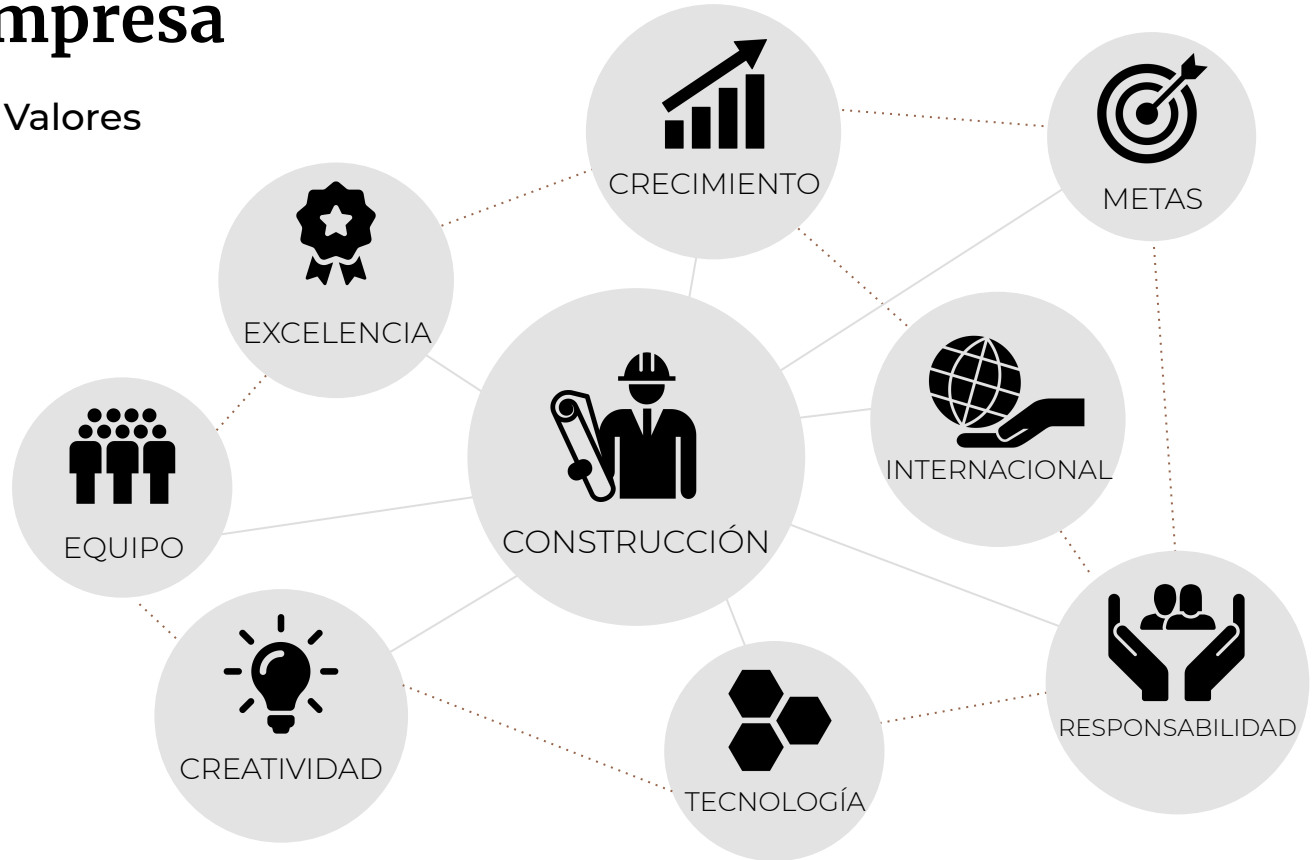 mpresa
Valores
CRECIMIENTO
METAS
EXCELENCIA
INTERNACIONAL
EQUIPO
CONSTRUCCIÓN
RESPONSABILIDAD
CREATIVIDAD
TECNOLOGÍA